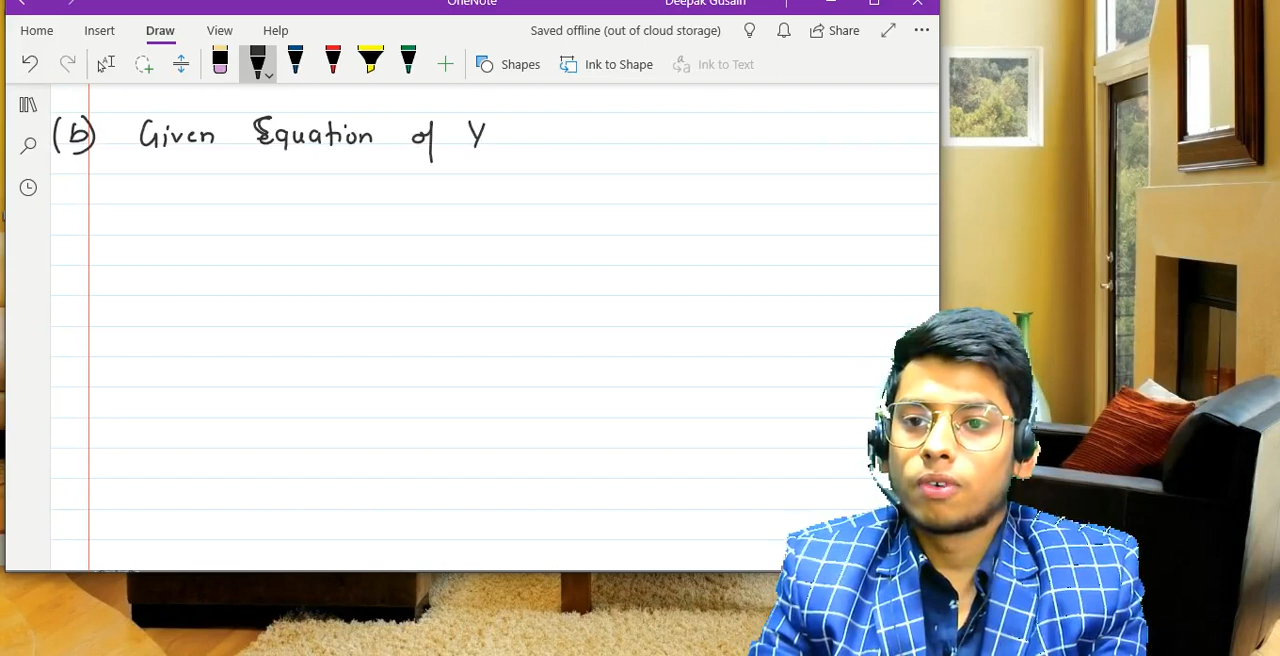 OneNote
Deepak Gusain
Home Insert Draw View Help
Saved offline (out of cloud storage)
Share
Shapes
Ink to Shape
Ink to Text
(b) Given Equation of Y